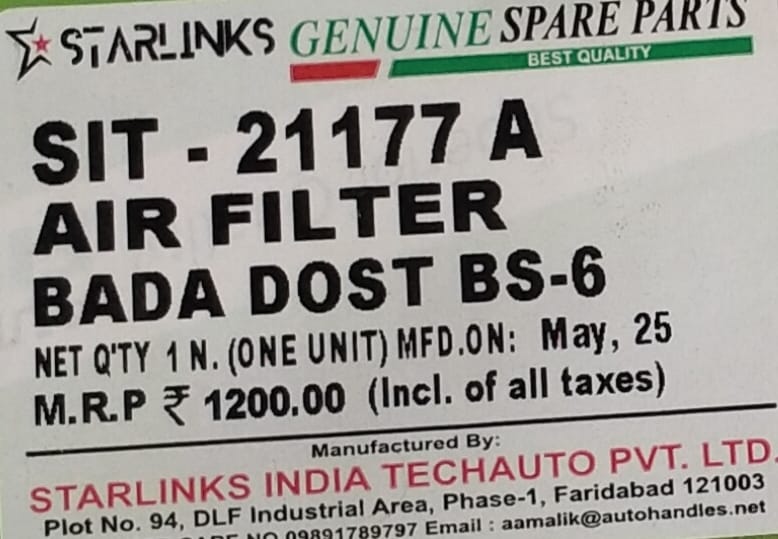 STARLINKS GENUINE SPARE PARTS
BEST QUALITY
SIT - 21177 A
AIR FILTER
BADA DOST BS-6
NET Q'TY 1 N. (ONE UNIT) MFD.ON: May, 25
M.R.P ₹ 1200.00 (Incl. of all taxes)
Manufactured By:
STARLINKS INDIA TECHAUTO PVT. LTD.
Plot No. 94, DLF Industrial Area, Phase-1, Faridabad 121003
NO 09891789797 Email : aamalik@autohandles.net